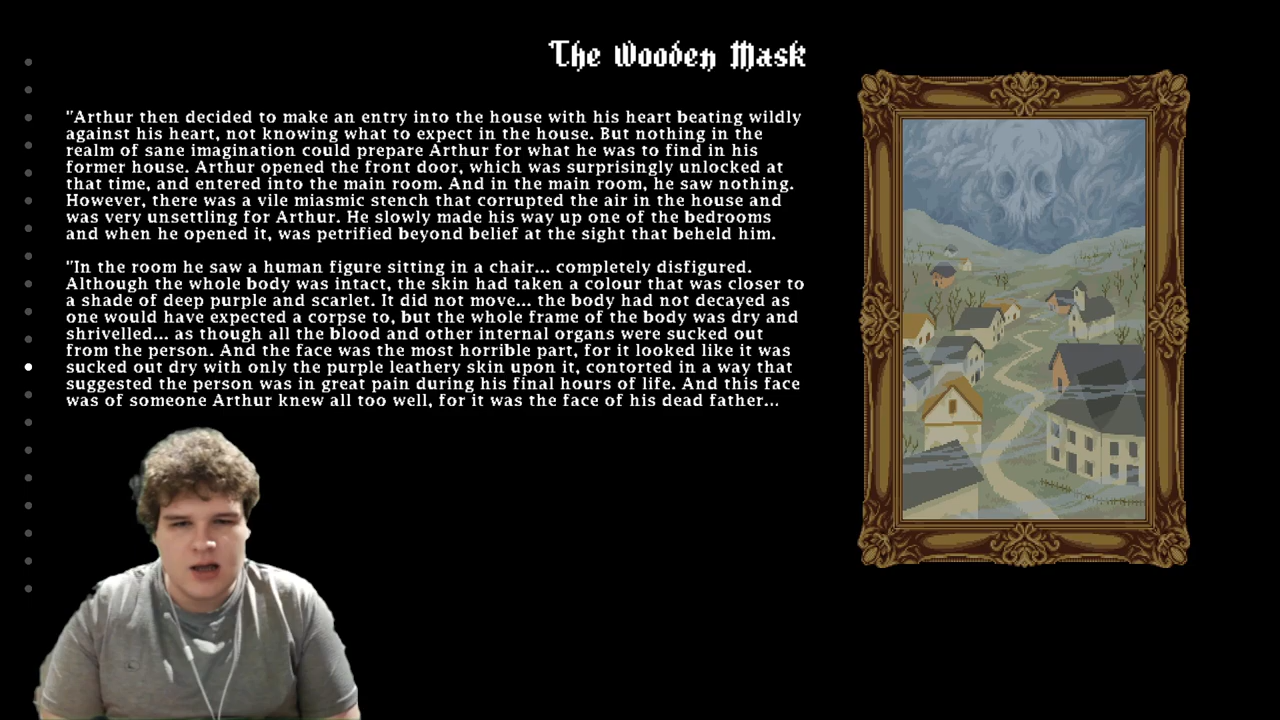 The Wooden Mask
"Arthur then decided to make an entry into the house with his heart beating wildly
against his heart, not knowing what to expect in the house. But nothing in the
realm of sane imagination could prepare Arthur for what he was to find in his
former house. Arthur opened the front door, which was surprisingly unlocked at
that time, and entered into the main room. And in the main room, he saw nothing.
However, there was a vile miasmic stench that corrupted the air in the house and
was very unsettling for Arthur. He slowly made his way up one of the bedrooms
and when he opened it, was petrified beyond belief at the sight that beheld him.
"In the room he saw a human figure sitting in a chair... completely disfigured.
Although the whole body was intact, the skin had taken a colour that was closer to
a shade of deep purple and scarlet. It did not move... the body had not decayed as
one would have expected a corpse to, but the whole frame of the body was dry and
shrivelled... as though all the blood and other internal organs were sucked out
from the person. And the face was the most horrible part, for it looked like it was
sucked out dry with only the purple leathery skin upon it, contorted in a way that
suggested the person was in great pain during his final hours of life. And this face
was of someone Arthur knew all too well, for it was the face of his dead father...